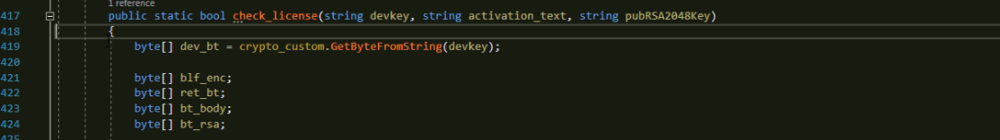 1 reference
417 public static bool check_license(string devkey, string activation_text, string pubRSA2048Key)
418 {
419 byte[] dev_bt = crypto_custom.GetByteFromString(devkey);
420
421 byte[] blf_enc;
422 byte[] ret_bt;
423 byte[] bt_body;
424 byte[] bt_rsa;
425